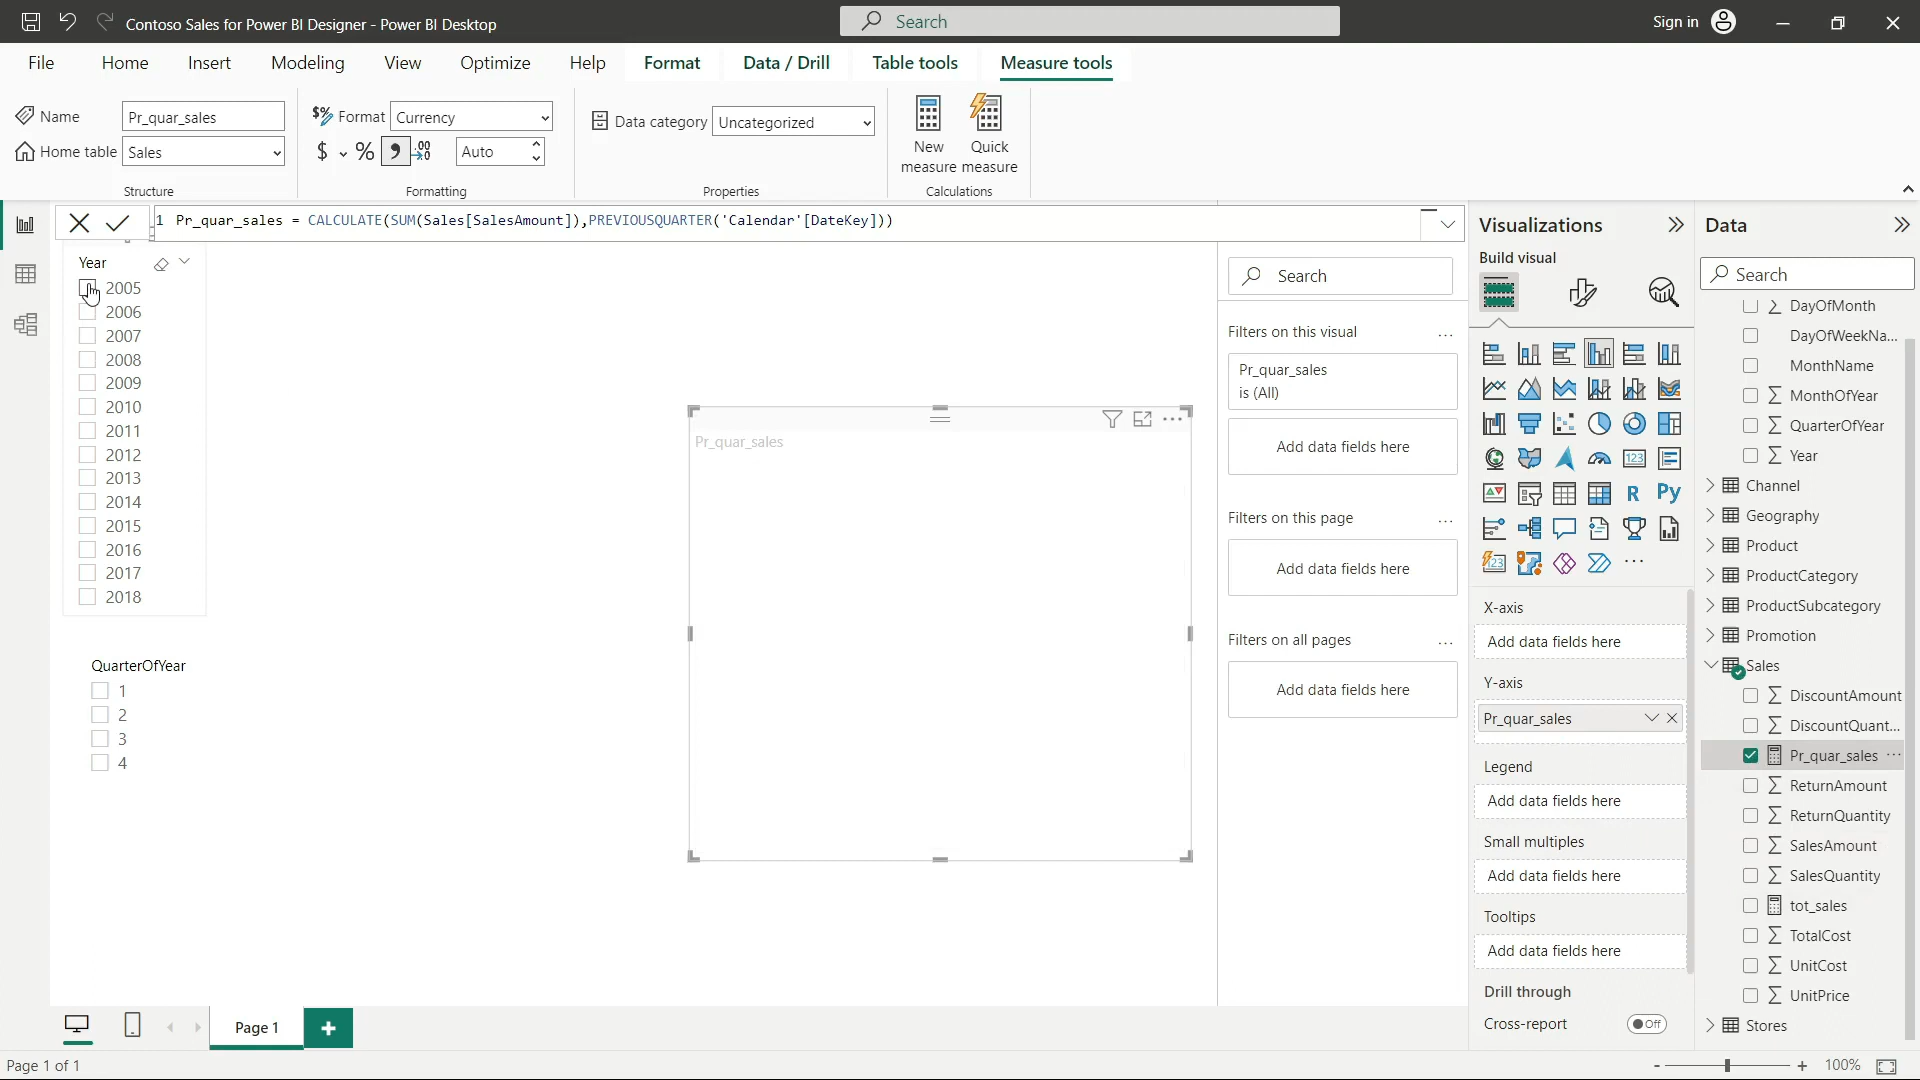 Contoso Sales for Power BI Designer - Power BI Desktop
Search
Sign in
File
Home
Insert
Modeling
View
Optimize
Help
Format
Data / Drill
Table tools
Measure tools
Name
Pr_quar_sales
Home table
Sales
Structure
$% Format
Currency
$ % , .00
Auto
Formatting
Data category
Uncategorized
Properties
New measure
Quick measure
Calculations
1 Pr_quar_sales = CALCULATE(SUM(Sales[SalesAmount]),PREVIOUSQUARTER('Calendar'[DateKey]))
Year
2005
2006
2007
2008
2009
2010
2011
2012
2013
2014
2015
2016
2017
2018
QuarterOfYear
1
2
3
4
Pr_quar_sales
Search
Filters on this visual
Pr_quar_sales
is (All)
Add data fields here
Filters on this page
Add data fields here
Filters on all pages
Add data fields here
Visualizations
Build visual
123
R
Py
123
X-axis
Add data fields here
Y-axis
Pr_quar_sales
Legend
Add data fields here
Small multiples
Add data fields here
Tooltips
Add data fields here
Drill through
Cross-report
Off
Data
Search
DayOfMonth
DayOfWeekNa...
MonthName
MonthOfYear
QuarterOfYear
Year
Channel
Geography
Product
ProductCategory
ProductSubcategory
Promotion
Sales
DiscountAmount
DiscountQuant...
Pr_quar_sales
ReturnAmount
ReturnQuantity
SalesAmount
SalesQuantity
tot_sales
TotalCost
UnitCost
UnitPrice
Stores
Page 1
Page 1 of 1
- + 100%